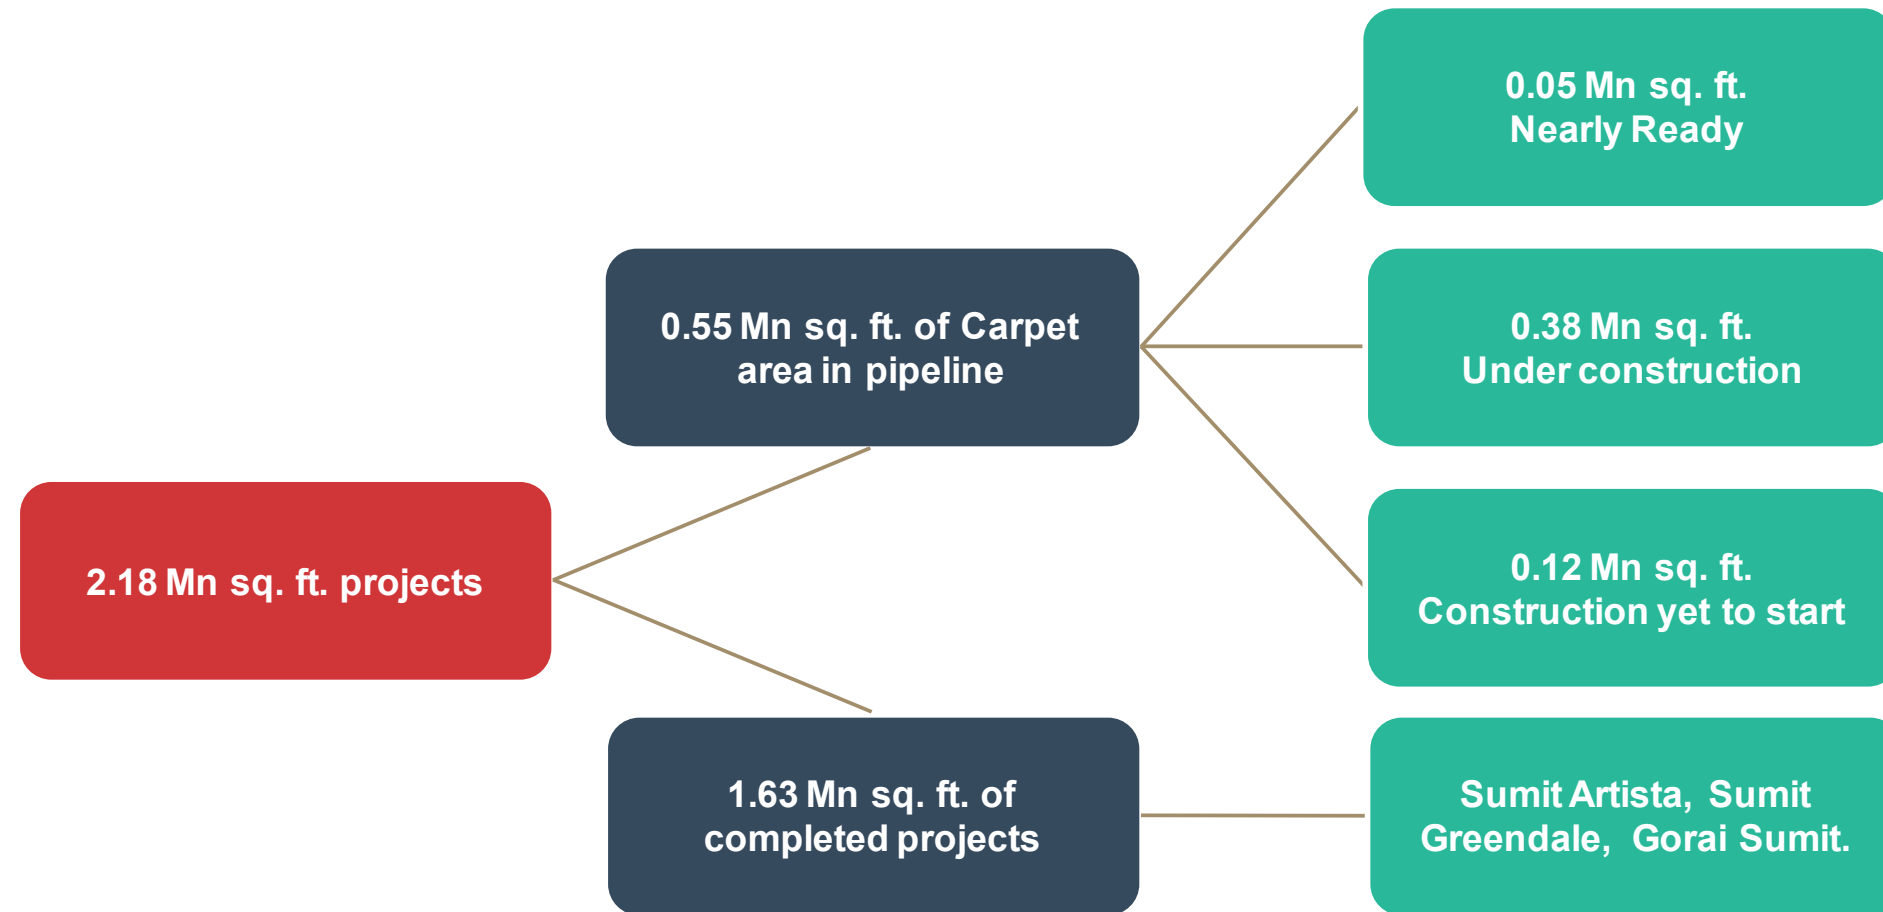 2.18 Mn sq. ft. projects
0.55 Mn sq. ft. of Carpet
area in pipeline
1.63 Mn sq. ft. of
completed projects
0.05 Mn sq. ft.
Nearly Ready
0.38 Mn sq. ft.
Under construction
0.12 Mn sq. ft.
Construction yet to start
Sumit Artista, Sumit
Greendale, Gorai Sumit.